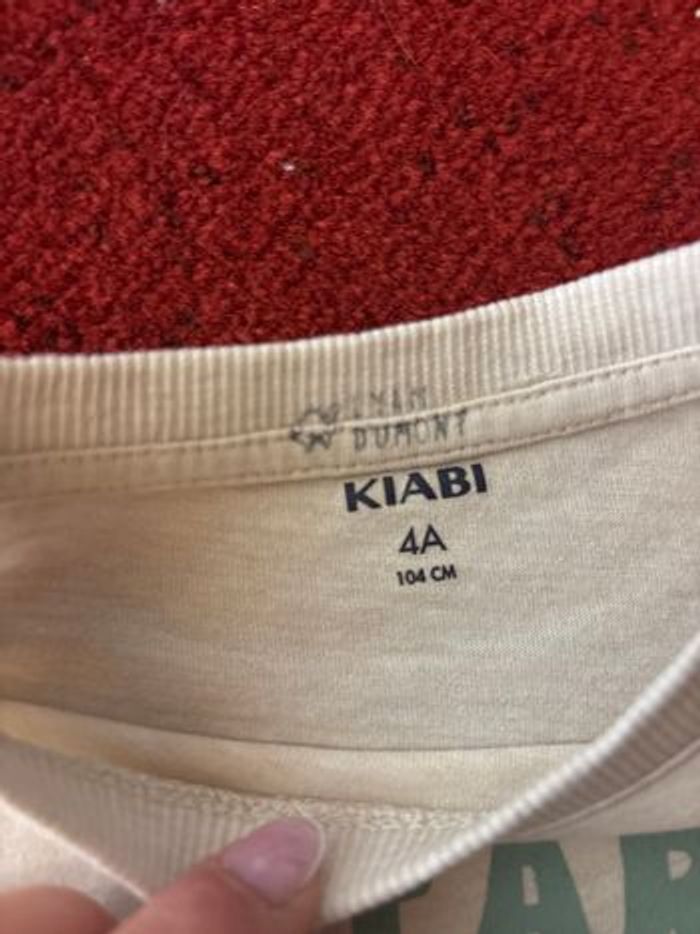 DUMONT
KIABI
4A
104 CM